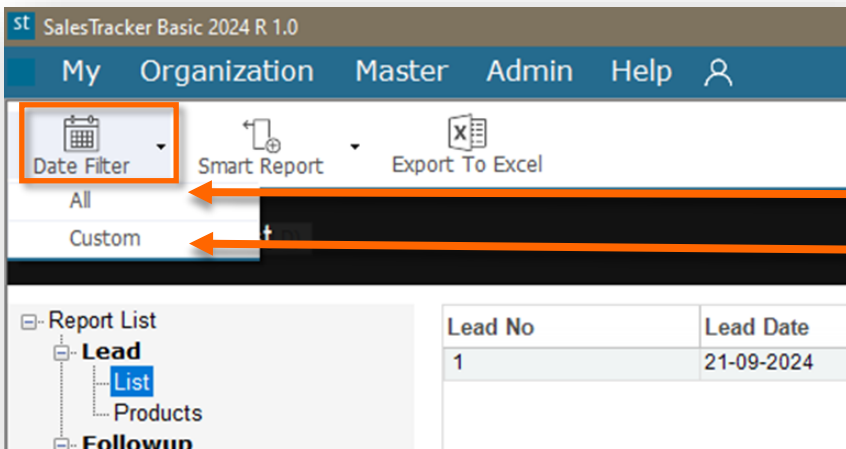 st SalesTracker Basic 2024 R 1.0
My Organization Master Admin Help
Date Filter Smart Report Export To Excel
All
Custom
Report List
Lead
List
Products
Followup
Lead No Lead Date
1 21-09-2024